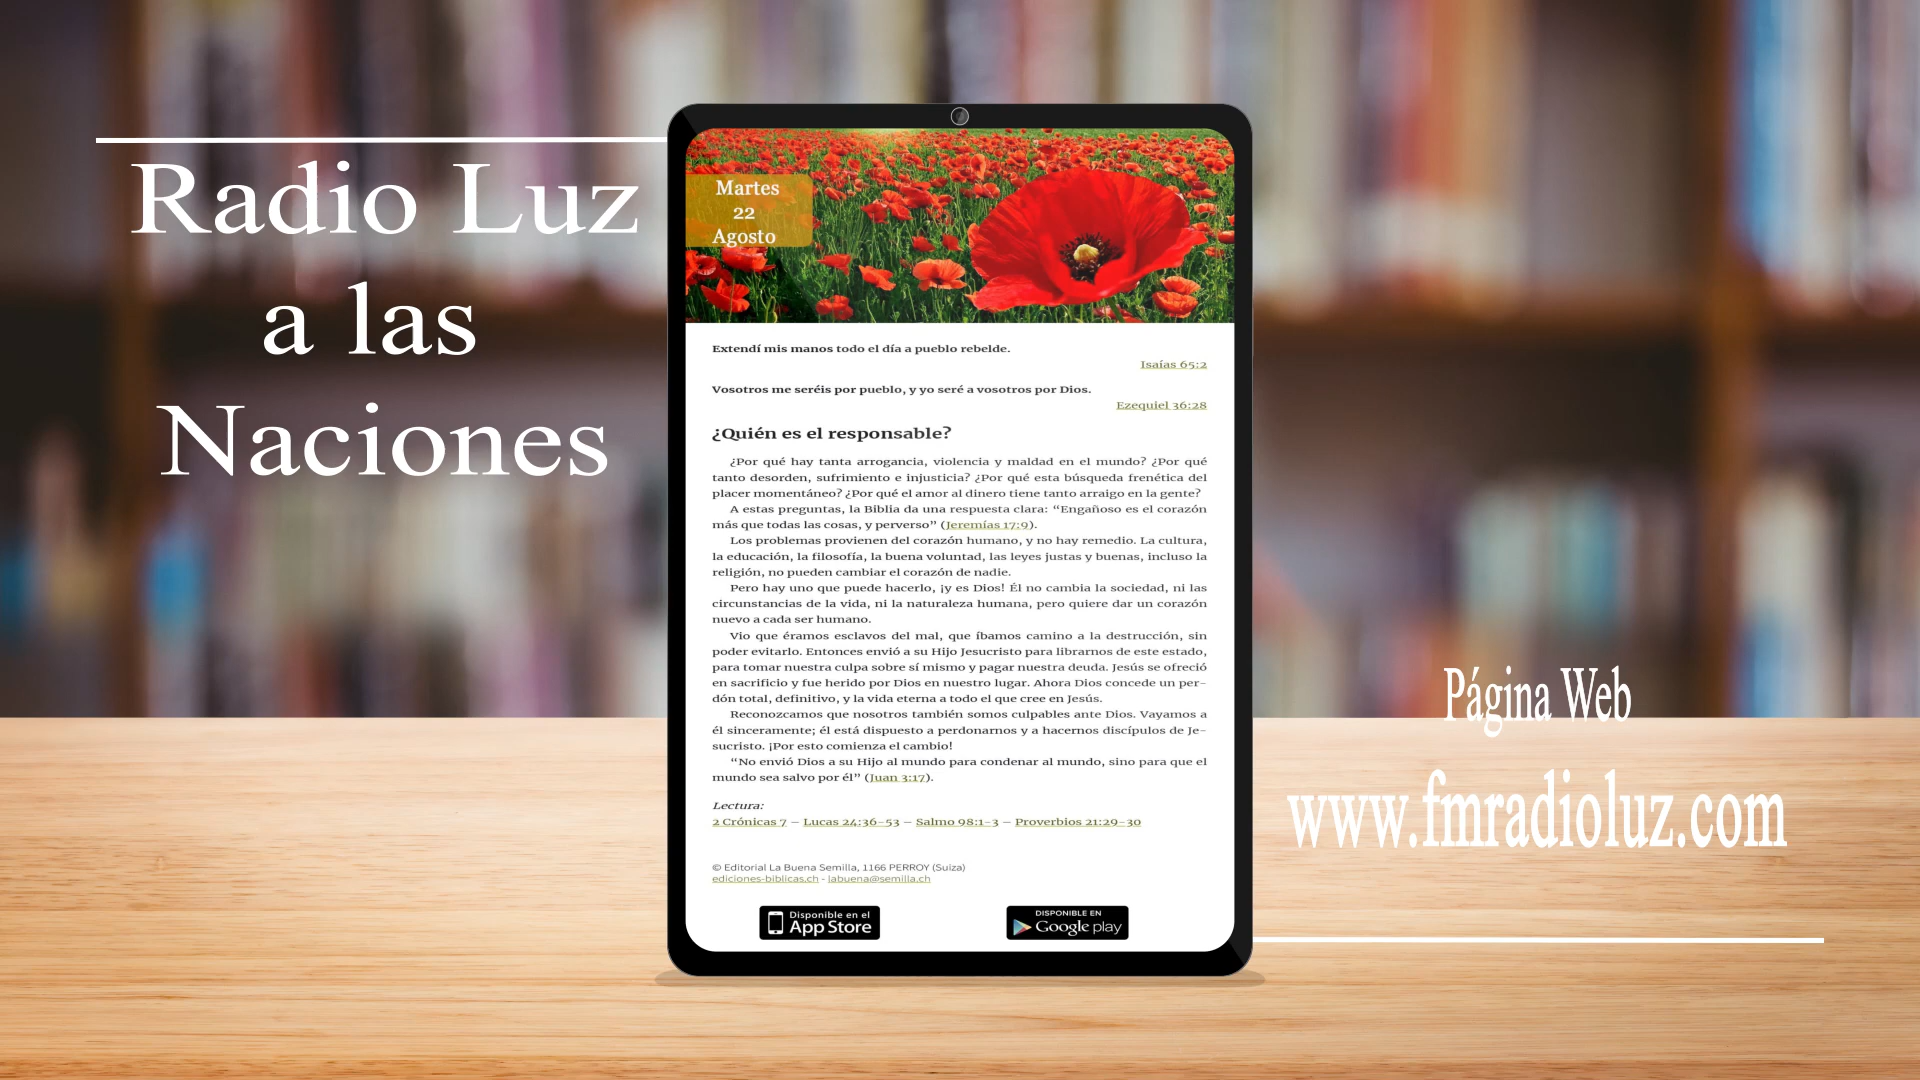 Radio Luz
a las
Naciones
Martes
22
Agosto
Extendí mis manos todo el día a pueblo rebelde.
Isaías 65:2
Vosotros me seréis por pueblo, y yo seré a vosotros por Dios.
Ezequiel 36:28
¿Quién es el responsable?
¿Por qué hay tanta arrogancia, violencia y maldad en el mundo? ¿Por qué
tanto desorden, sufrimiento e injusticia? ¿Por qué esta búsqueda frenética del
placer momentáneo? ¿Por qué el amor al dinero tiene tanto arraigo en la gente?
A estas preguntas, la Biblia da una respuesta clara: “Engañoso es el corazón
más que todas las cosas, y perverso” (Jeremías 17:9).
Los problemas provienen del corazón humano, y no hay remedio. La cultura,
la educación, la filosofía, la buena voluntad, las leyes justas y buenas, incluso la
religión, no pueden cambiar el corazón de nadie.
Pero hay uno que puede hacerlo, ¡y es Dios! Él no cambia la sociedad, ni las
circunstancias de la vida, ni la naturaleza humana, pero quiere dar un corazón
nuevo a cada ser humano.
Vio que éramos esclavos del mal, que íbamos camino a la destrucción, sin
poder evitarlo. Entonces envió a su Hijo Jesucristo para librarnos de este estado,
para tomar nuestra culpa sobre sí mismo y pagar nuestra deuda. Jesús se ofreció
en sacrificio y fue herido por Dios en nuestro lugar. Ahora Dios concede un per-
dón total, definitivo, y la vida eterna a todo el que cree en Jesús.
Reconozcamos que nosotros también somos culpables ante Dios. Vayamos a
él sinceramente; él está dispuesto a perdonarnos y a hacernos discípulos de Je-
sucristo. ¡Por esto comienza el cambio!
“No envió Dios a su Hijo al mundo para condenar al mundo, sino para que el
mundo sea salvo por él” (Juan 3:17).
Lectura:
2 Crónicas 7 – Lucas 24:36-53 – Salmo 98:1-3 – Proverbios 21:29-30
© Editorial La Buena Semilla, 1166 PERROY (Suiza)
ediciones-biblicas.ch - labuena@semilla.ch
Disponible en el
App Store
DISPONIBLE EN
Google play
Página Web
www.fmradioluz.com